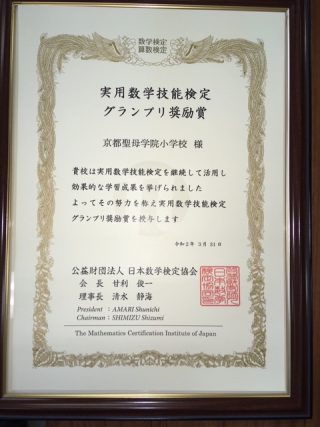 数学検定
算数検定
実用数学技能検定
グランプリ奨励賞
京都聖母学院小学校 様
貴校は実用数学技能検定を継続して活用し
効果的な学習成果を挙げられました
よってその努力を称え実用数学技能検定
グランプリ奨励賞を授与します
令和2年 3月 31日
公益財団法人 日本数学検定協会
会 長 甘利 俊一
理事長 清水 静海
President : AMARI Shunichi
Chairman : SHIMIZU Shizumi
The Mathematics Certification Institute of Japan